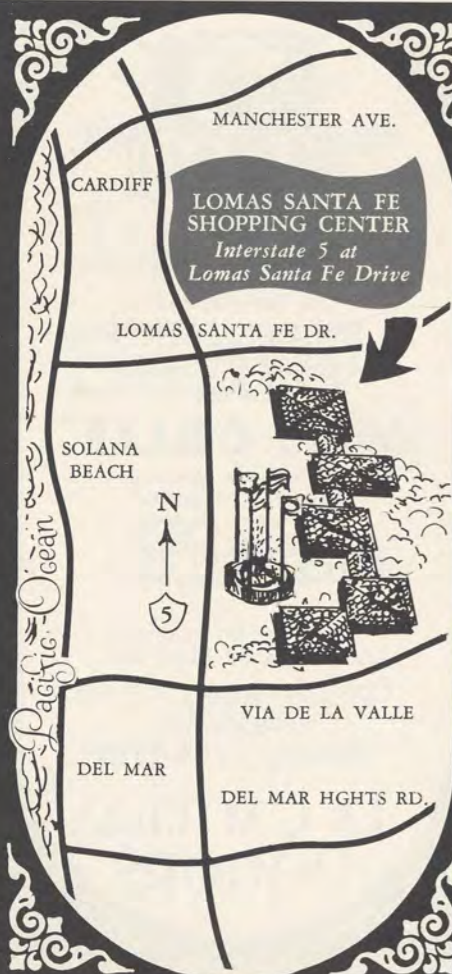 MANCHESTER AVE.
CARDIFF
LOMAS SANTA FE
SHOPPING CENTER
Interstate 5 at
Lomas Santa Fe Drive
LOMAS SANTA FE DR.
SOLANA
BEACH
N
5
Pacific Ocean
VIA DE LA VALLE
DEL MAR
DEL MAR HGHTS RD.